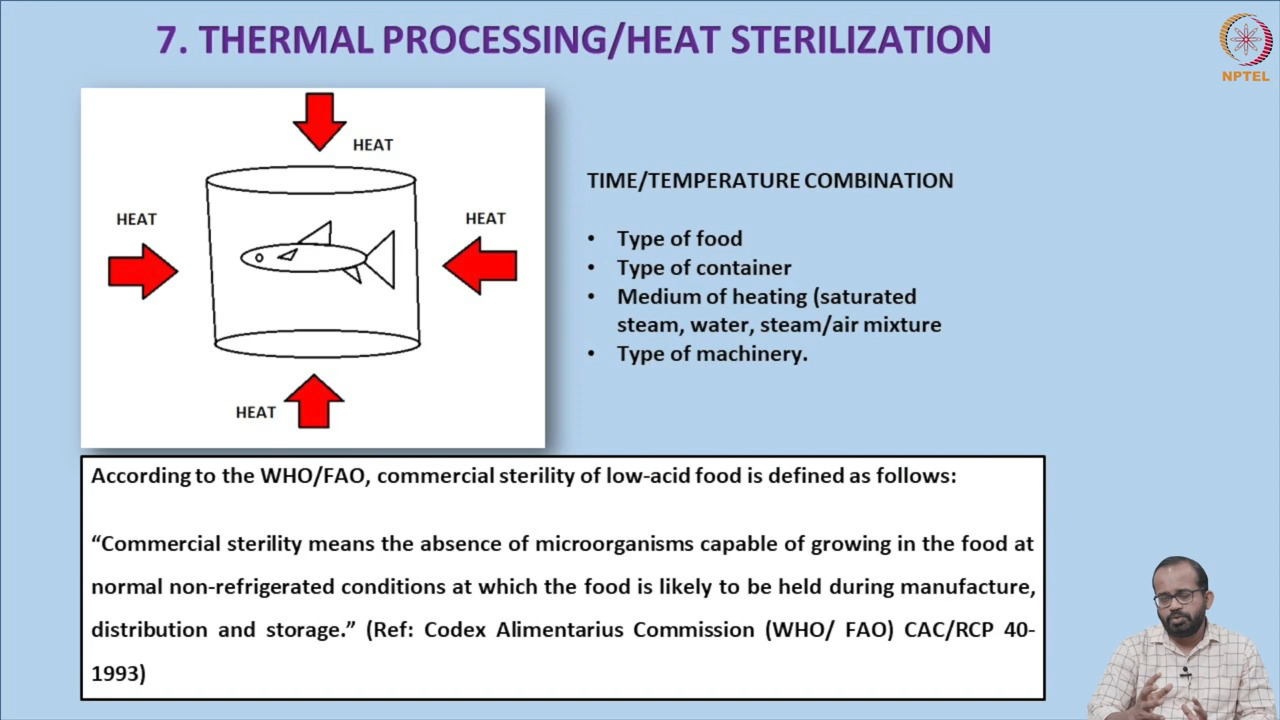 7. THERMAL PROCESSING/HEAT STERILIZATION
NPTEL
HEAT
HEAT
HEAT
HEAT
TIME/TEMPERATURE COMBINATION
• Type of food
• Type of container
• Medium of heating (saturated
steam, water, steam/air mixture
• Type of machinery.
According to the WHO/FAO, commercial sterility of low-acid food is defined as follows:
“Commercial sterility means the absence of microorganisms capable of growing in the food at
normal non-refrigerated conditions at which the food is likely to be held during manufacture,
distribution and storage.” (Ref: Codex Alimentarius Commission (WHO/ FAO) CAC/RCP 40-
1993)